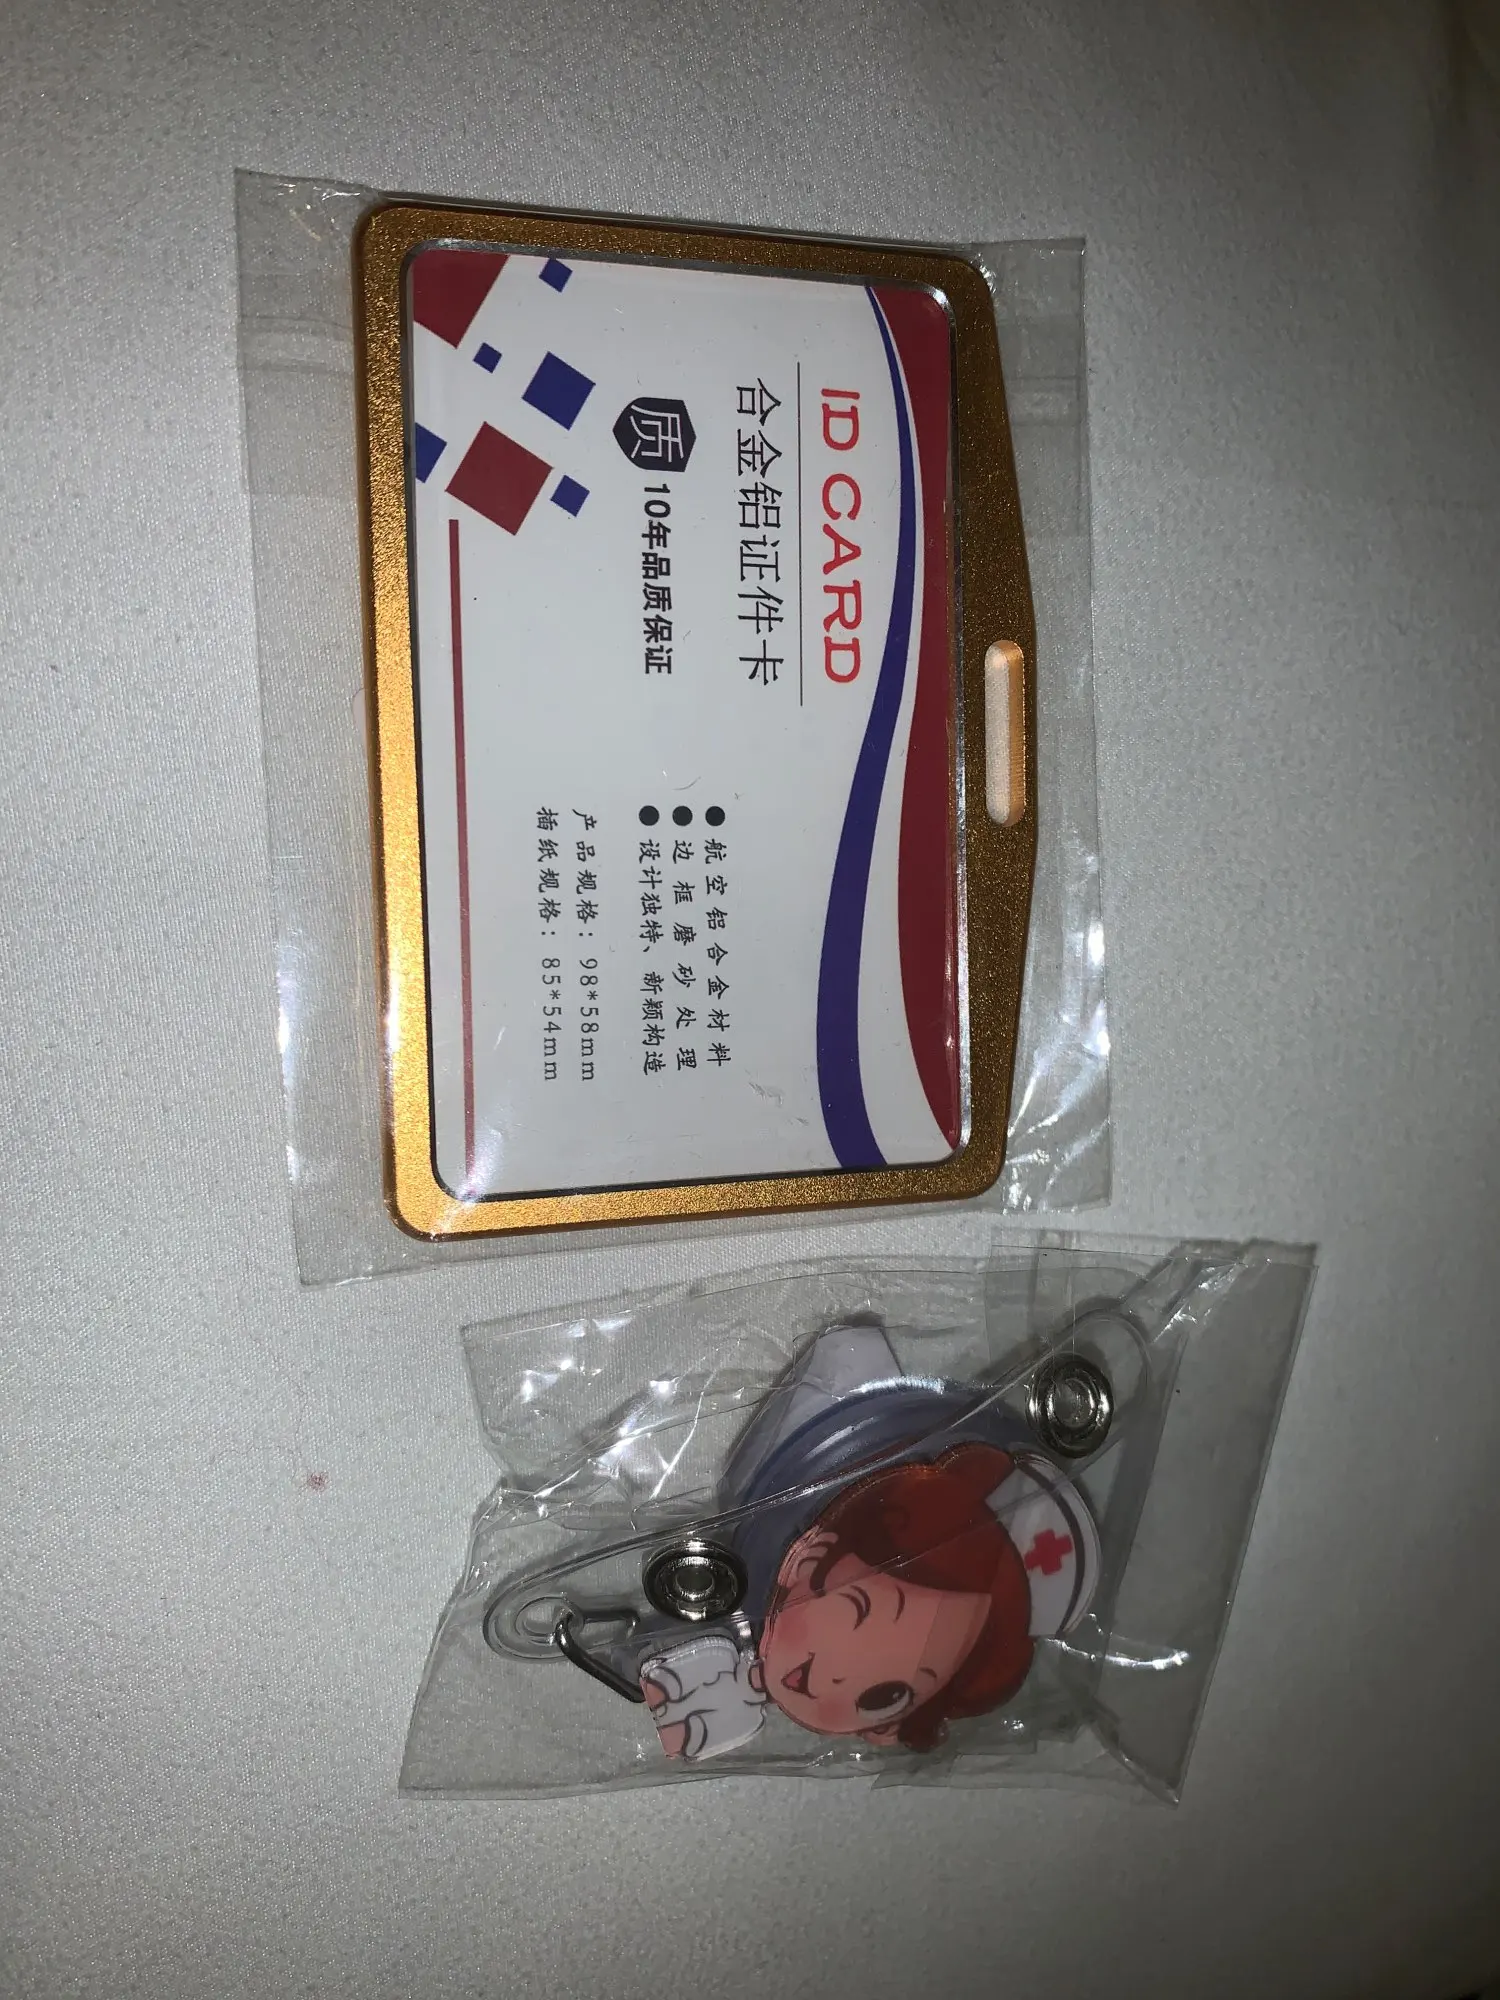 ID CARD
合金铝证件卡
质 10年品质保证
● 航空铝合金材料
● 边框磨砂处理
● 设计独特、新颖构造
产品规格：98*58mm
插纸规格：85*54mm